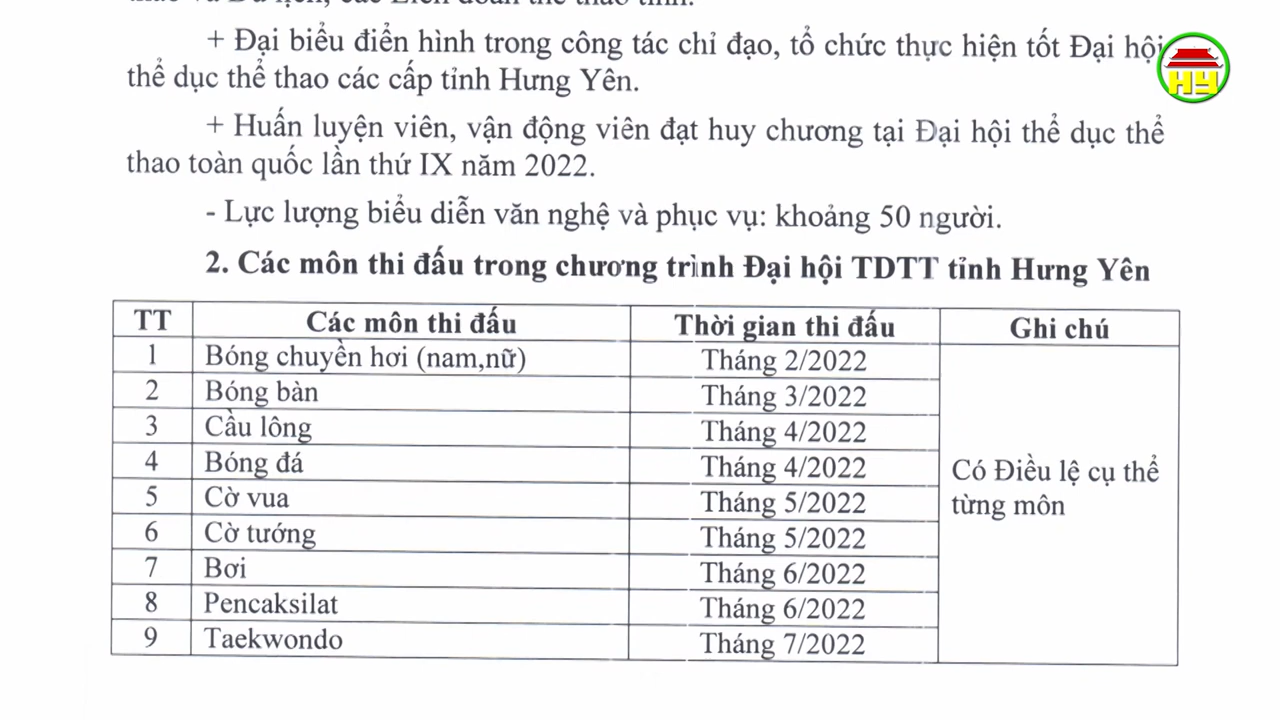 + Đại biểu điển hình trong công tác chỉ đạo, tổ chức thực hiện tốt Đại hội
thể dục thể thao các cấp tỉnh Hưng Yên.
HY
+ Huấn luyện viên, vận động viên đạt huy chương tại Đại hội thể dục thể
thao toàn quốc lần thứ IX năm 2022.
- Lực lượng biểu diễn văn nghệ và phục vụ: khoảng 50 người.
2. Các môn thi đấu trong chương trình Đại hội TDTT tỉnh Hưng Yên
TT Các môn thi đấu Thời gian thi đấu Ghi chú
1 Bóng chuyền hơi (nam,nữ) Tháng 2/2022
2 Bóng bàn Tháng 3/2022
3 Cầu lông Tháng 4/2022
4 Bóng đá Tháng 4/2022 Có Điều lệ cụ thể
5 Cờ vua Tháng 5/2022 từng môn
6 Cờ tướng Tháng 5/2022
7 Bơi Tháng 6/2022
8 Pencaksilat Tháng 6/2022
9 Taekwondo Tháng 7/2022